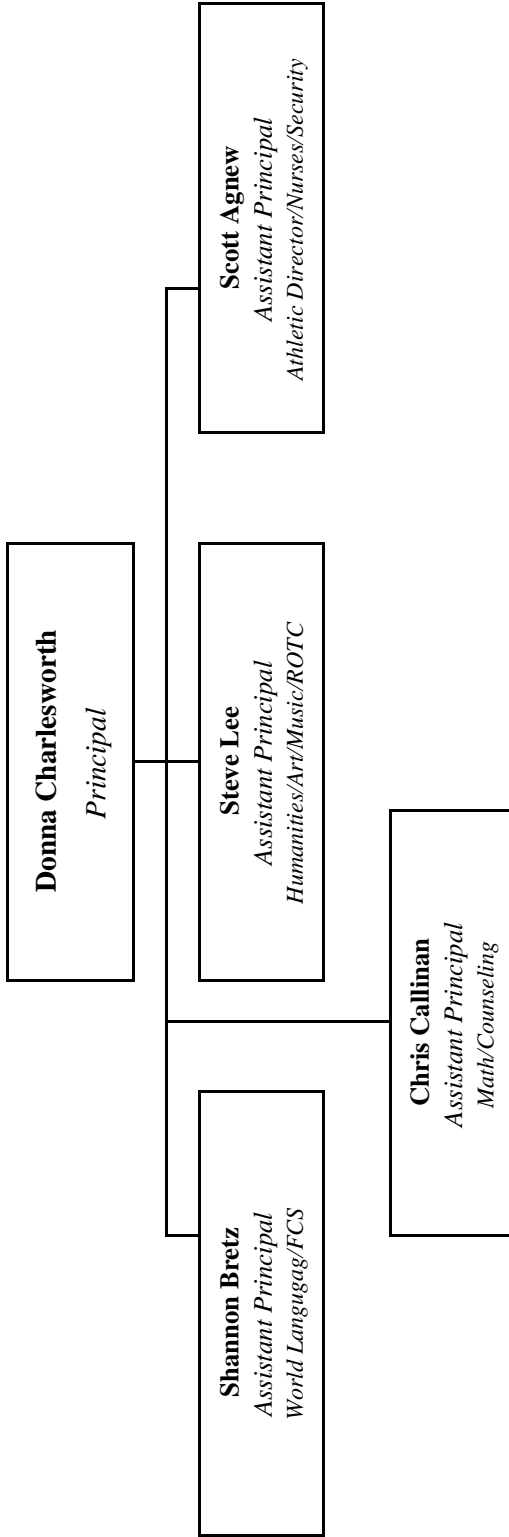 Donna Charlesworth
Principal
Shannon Bretz
Assistant Principal
World Langugag/FCS
Steve Lee
Assistant Principal
Humanities/Art/Music/ROTC
Scott Agnew
Assistant Principal
Athletic Director/Nurses/Security
Chris Callinan
Assistant Principal
Math/Counseling